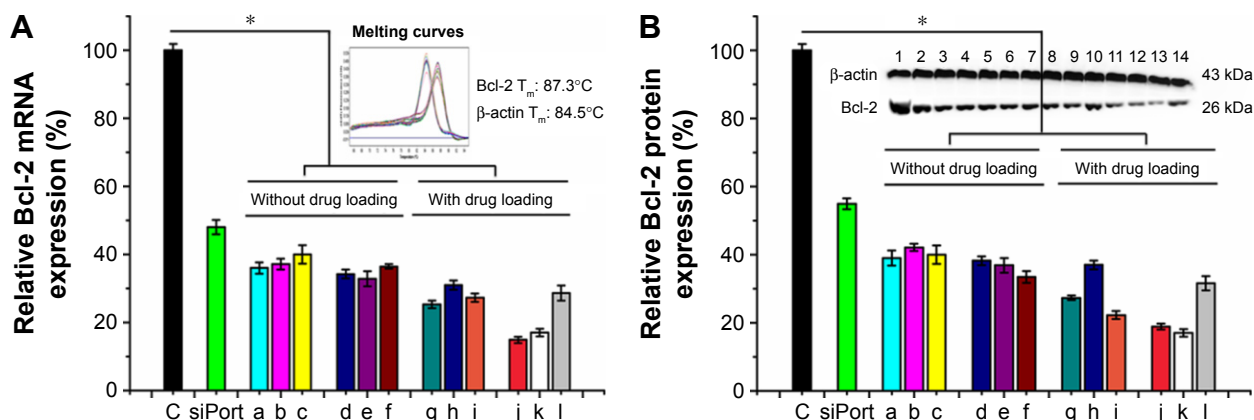 A
Relative Bcl-2 mRNA
expression (%)
100
80
60
40
20
0
*
Melting curves
Bcl-2 Tm: 87.3°C
β-actin Tm: 84.5°C
Without drug loading
With drug loading
C siPort a b c d e f g h i j k l
B
Relative Bcl-2 protein
expression (%)
100
80
60
40
20
0
*
1 2 3 4 5 6 7 8 9 10 11 12 13 14
β-actin
43 kDa
Bcl-2
26 kDa
Without drug loading
With drug loading
C siPort a b c d e f g h i j k l